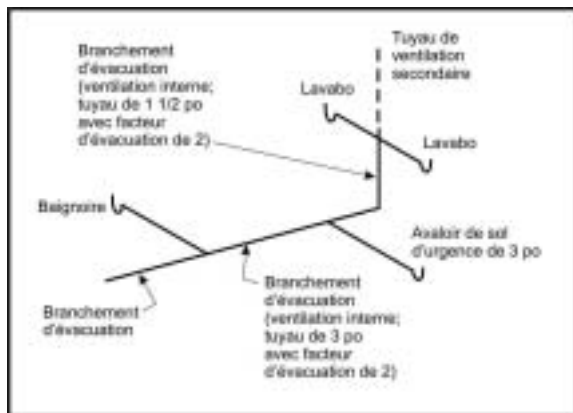 Branchement
d'évacuation
(ventilation interne;
tuyau de 1 1/2 po
avec facteur
d'évacuation de 2)
Tuyau de
ventilation
secondaire
Lavabo
Lavabo
Baignoire
Avaloir de sol
d'urgence de 3 po
Branchement
d'évacuation
Branchement
d'évacuation
(ventilation interne;
tuyau de 3 po
avec facteur
d'évacuation de 2)